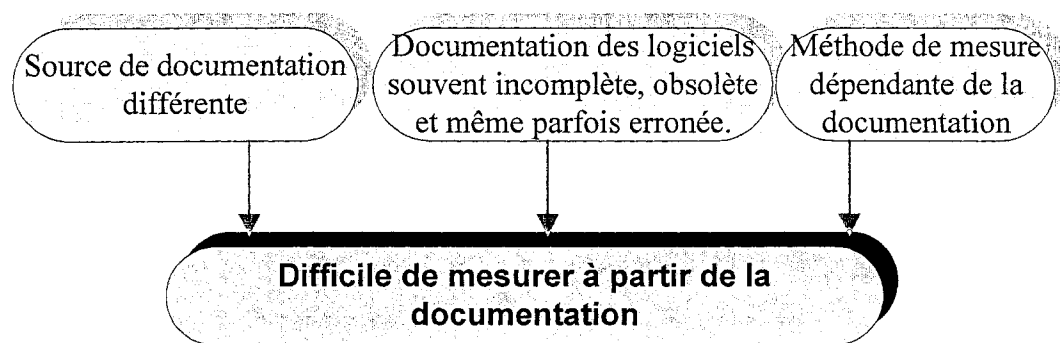 Source de documentation
différente
Documentation des logiciels
souvent incomplète, obsolète
et même parfois erronée.
Méthode de mesure
dépendante de la
documentation
Difficile de mesurer à partir de la
documentation